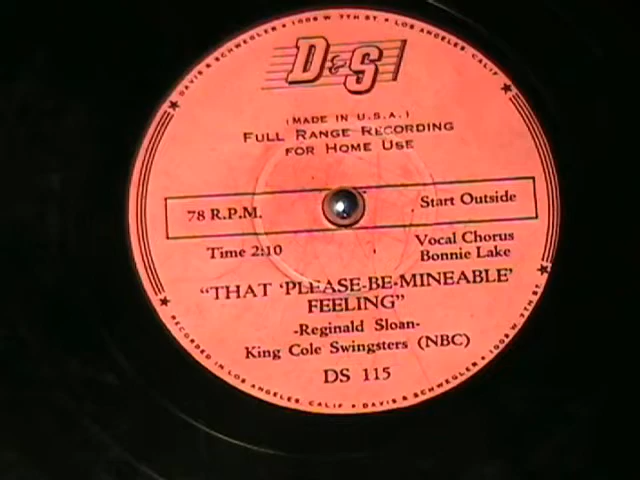 DAVIS & SCHWEGLER • 1008 W. 7TH ST. • LOS ANGELES, CALIF
D&S
(MADE IN U.S.A.)
FULL RANGE RECORDING
FOR HOME USE
78 R.P.M. Start Outside
Time 2:10 Vocal Chorus
Bonnie Lake
“THAT ‘PLEASE-BE-MINEABLE’
FEELING”
-Reginald Sloan-
King Cole Swingsters (NBC)
DS 115
RECORDED IN LOS ANGELES, CALIF • DAVIS & SCHWEGLER • 1008 W. 7TH ST.